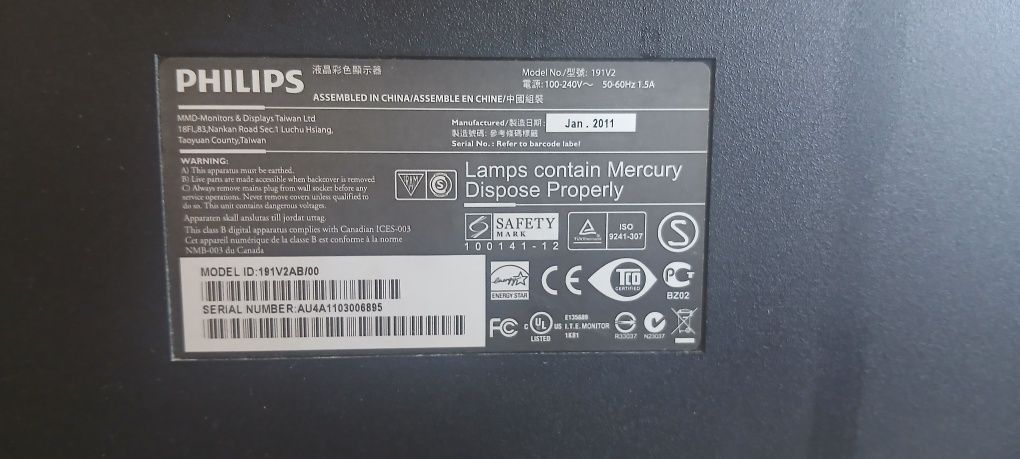 PHILIPS 液晶彩色顯示器
Model No./型號: 191V2
電源: 100-240V～ 50-60Hz 1.5A
ASSEMBLED IN CHINA/ASSEMBLE EN CHINE/中國組裝
MMD-Monitors & Displays Taiwan Ltd
18Fl.,83,Nankan Road Sec.1 Luchu Hsiang,
Taoyuan County,Taiwan
Manufactured/製造日期: Jan . 2011
製造號碼: 參考條碼標籤
Serial No. : Refer to barcode label
WARNING:
A) This apparatus must be earthed.
B) Live parts are made accessible when backcover is removed
C) Always remove mains plug from wall socket before any
service operations. Never remove covers unless qualified to
do so. This unit contains dangerous voltages.
Apparaten skall anslutas till jordat uttag.
This class B digital apparatus complies with Canadian ICES-003
Cet appareil numérique de la classe B est conforme à la norme
NMB-003 du Canada
Lamps contain Mercury
Dispose Properly
S SAFETY
MARK
100141-12
ISO
9241-307
S
MODEL ID:191V2AB/00
SERIAL NUMBER:AU4A1103006895
energy
ENERGY STAR
CE
TCO
CERTIFIED
PCT
BZ02
FC
C UL US
LISTED
E135689
I.T.E. MONITOR
1K81
R33037
N23037